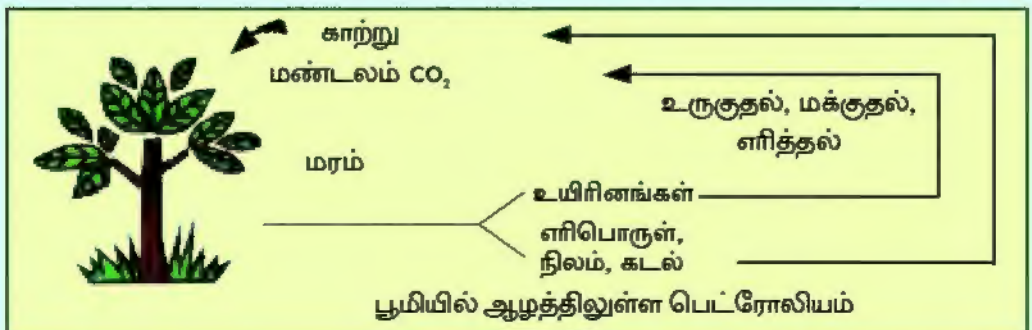 காற்று
மண்டலம் CO₂
உருகுதல், மக்குதல்,
எரித்தல்
மரம்
உயிரினங்கள்
எரிபொருள்,
நிலம், கடல்
பூமியில் ஆழத்திலுள்ள பெட்ரோலியம்